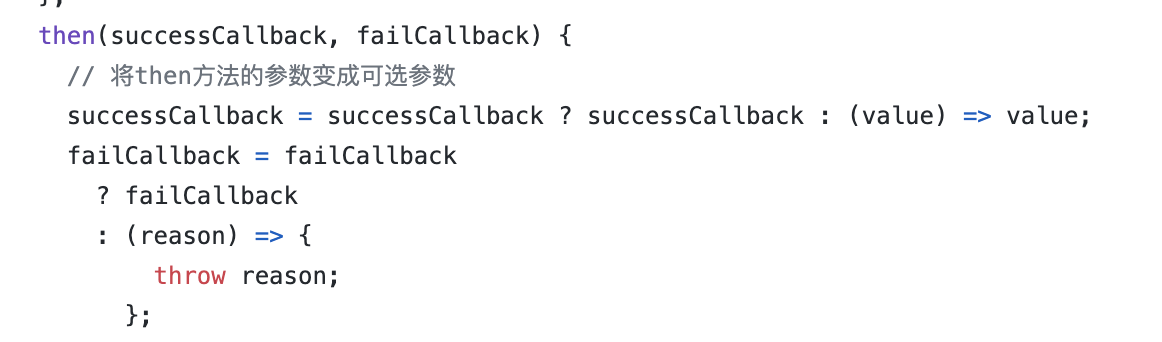 };
then(successCallback, failCallback) {
// 将then方法的参数变成可选参数
successCallback = successCallback ? successCallback : (value) => value;
failCallback = failCallback
? failCallback
: (reason) => {
throw reason;
};